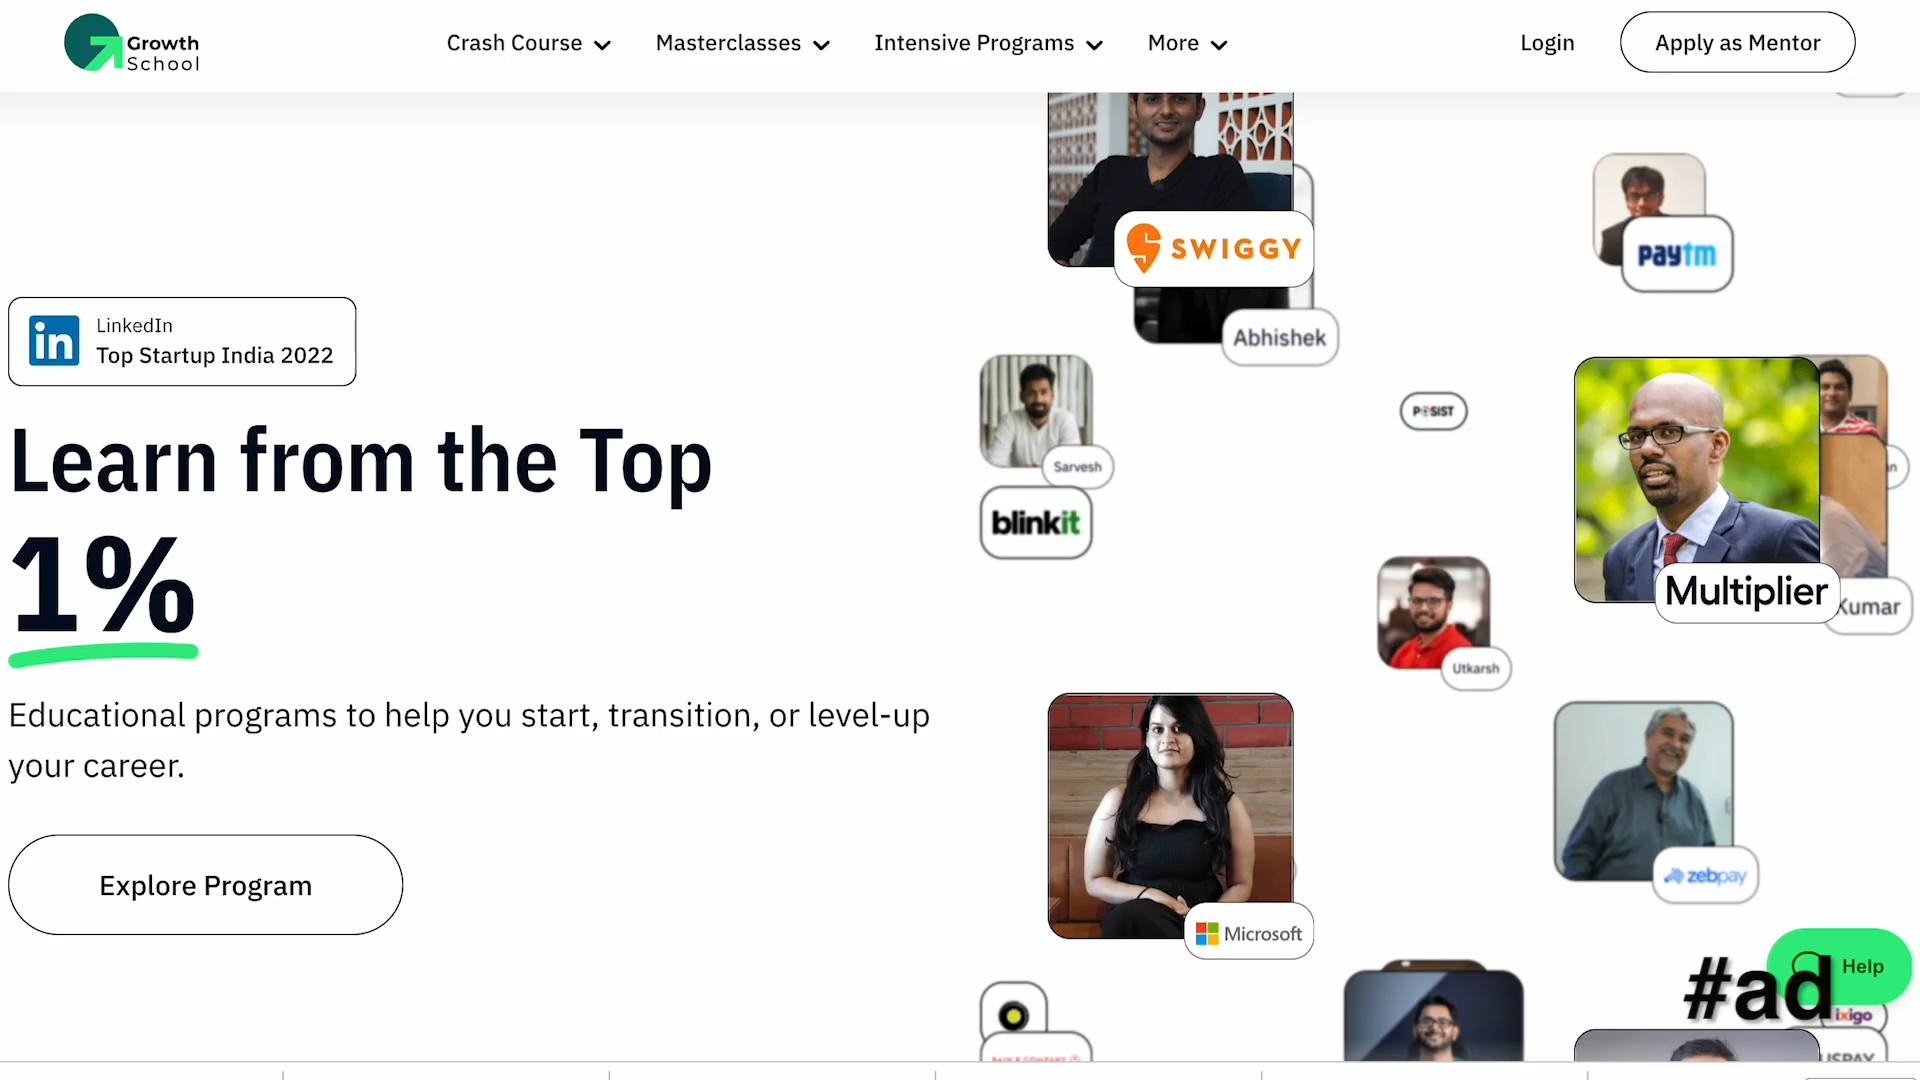 Growth
School
Crash Course
Masterclasses
Intensive Programs
More
Login
Apply as Mentor
SWIGGY
paytm
Abhishek
LinkedIn
Top Startup India 2022
Sarvesh
POSIST
blinkit
Learn from the Top
1%
Multiplier
Kumar
Utkarsh
Educational programs to help you start, transition, or level-up
your career.
zebpay
Explore Program
Microsoft
Help
#ad
ixigo